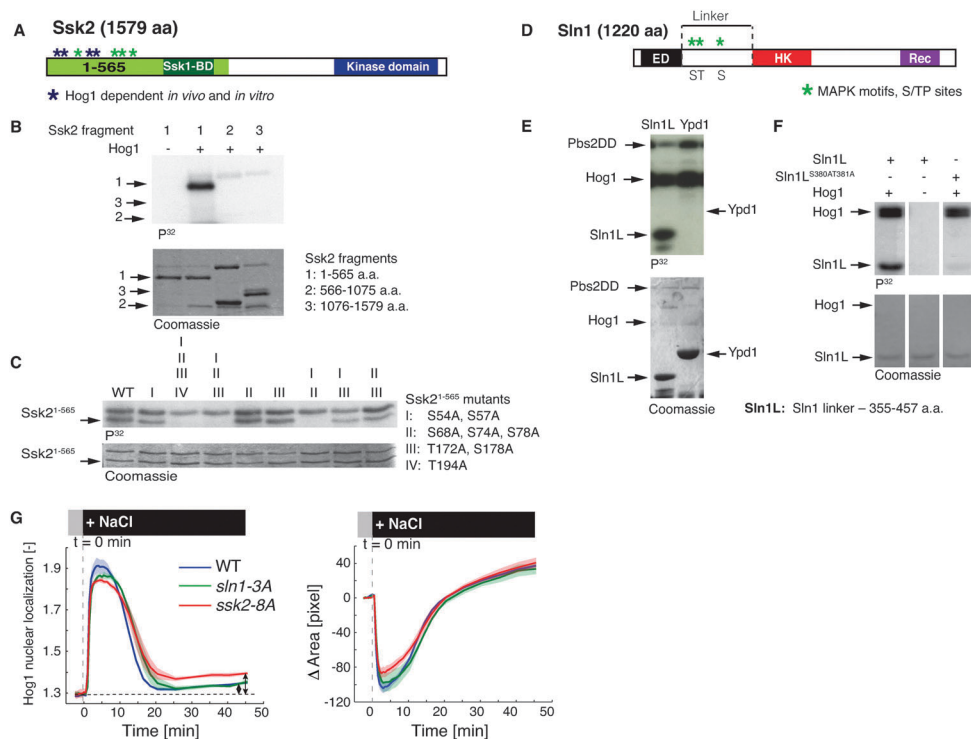 A
Ssk2 (1579 aa)
1-565
Ssk1-BD
Kinase domain
* Hog1 dependent in vivo and in vitro
B
Ssk2 fragment 1 1 2 3
Hog1 - + + +
1
3
2
P32
1
3
2
Coomassie
Ssk2 fragments
1: 1-565 a.a.
2: 566-1075 a.a.
3: 1076-1579 a.a.
C
I I
II II
III I I II
WT I IV III II III II III III
Ssk2 1-565
P32
Ssk2 1-565
Coomassie
Ssk2 1-565 mutants
I: S54A, S57A
II: S68A, S74A, S78A
III: T172A, S178A
IV: T194A
D
Sln1 (1220 aa)
Linker
ED
HK
Rec
ST S
* MAPK motifs, S/TP sites
E
Sln1L Ypd1
Pbs2DD
Hog1
Ypd1
Sln1L
P32
Pbs2DD
Hog1
Ypd1
Sln1L
Coomassie
F
Sln1L + + -
Sln1L S380AT381A - - +
Hog1 + - +
Hog1
Sln1L
P32
Hog1
Sln1L
Coomassie
Sln1L: Sln1 linker – 355-457 a.a.
G
+ NaCl
t = 0 min
Hog1 nuclear localization [-]
1.9
1.7
1.5
1.3
WT
sln1-3A
ssk2-8A
0 10 20 30 40 50
Time [min]
+ NaCl
t = 0 min
Δ Area [pixel]
40
0
-40
-80
-120
0 10 20 30 40 50
Time [min]